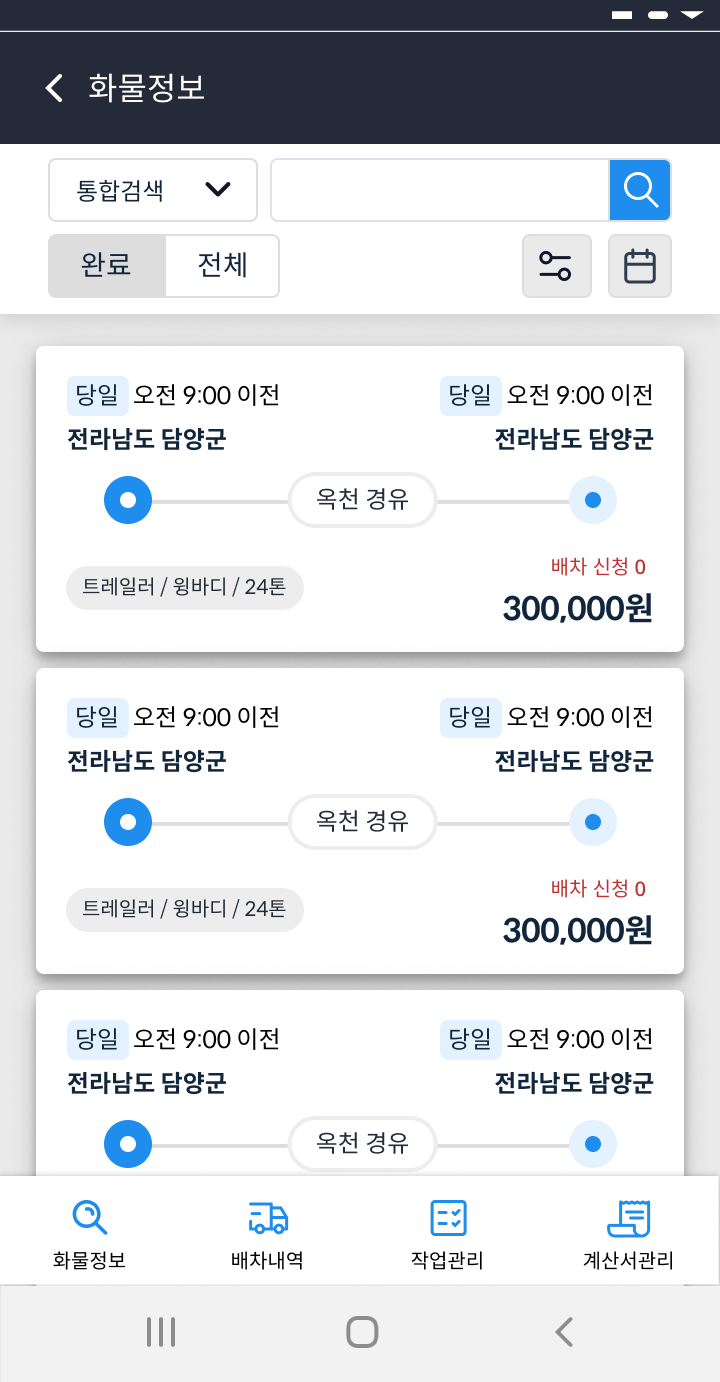 화물정보
통합검색
완료 전체
당일 오전 9:00 이전 당일 오전 9:00 이전
전라남도 담양군 전라남도 담양군
옥천 경유
배차 신청 0
트레일러 / 윙바디 / 24톤
300,000원
당일 오전 9:00 이전 당일 오전 9:00 이전
전라남도 담양군 전라남도 담양군
옥천 경유
배차 신청 0
트레일러 / 윙바디 / 24톤
300,000원
당일 오전 9:00 이전 당일 오전 9:00 이전
전라남도 담양군 전라남도 담양군
옥천 경유
화물정보 배차내역 작업관리 계산서관리